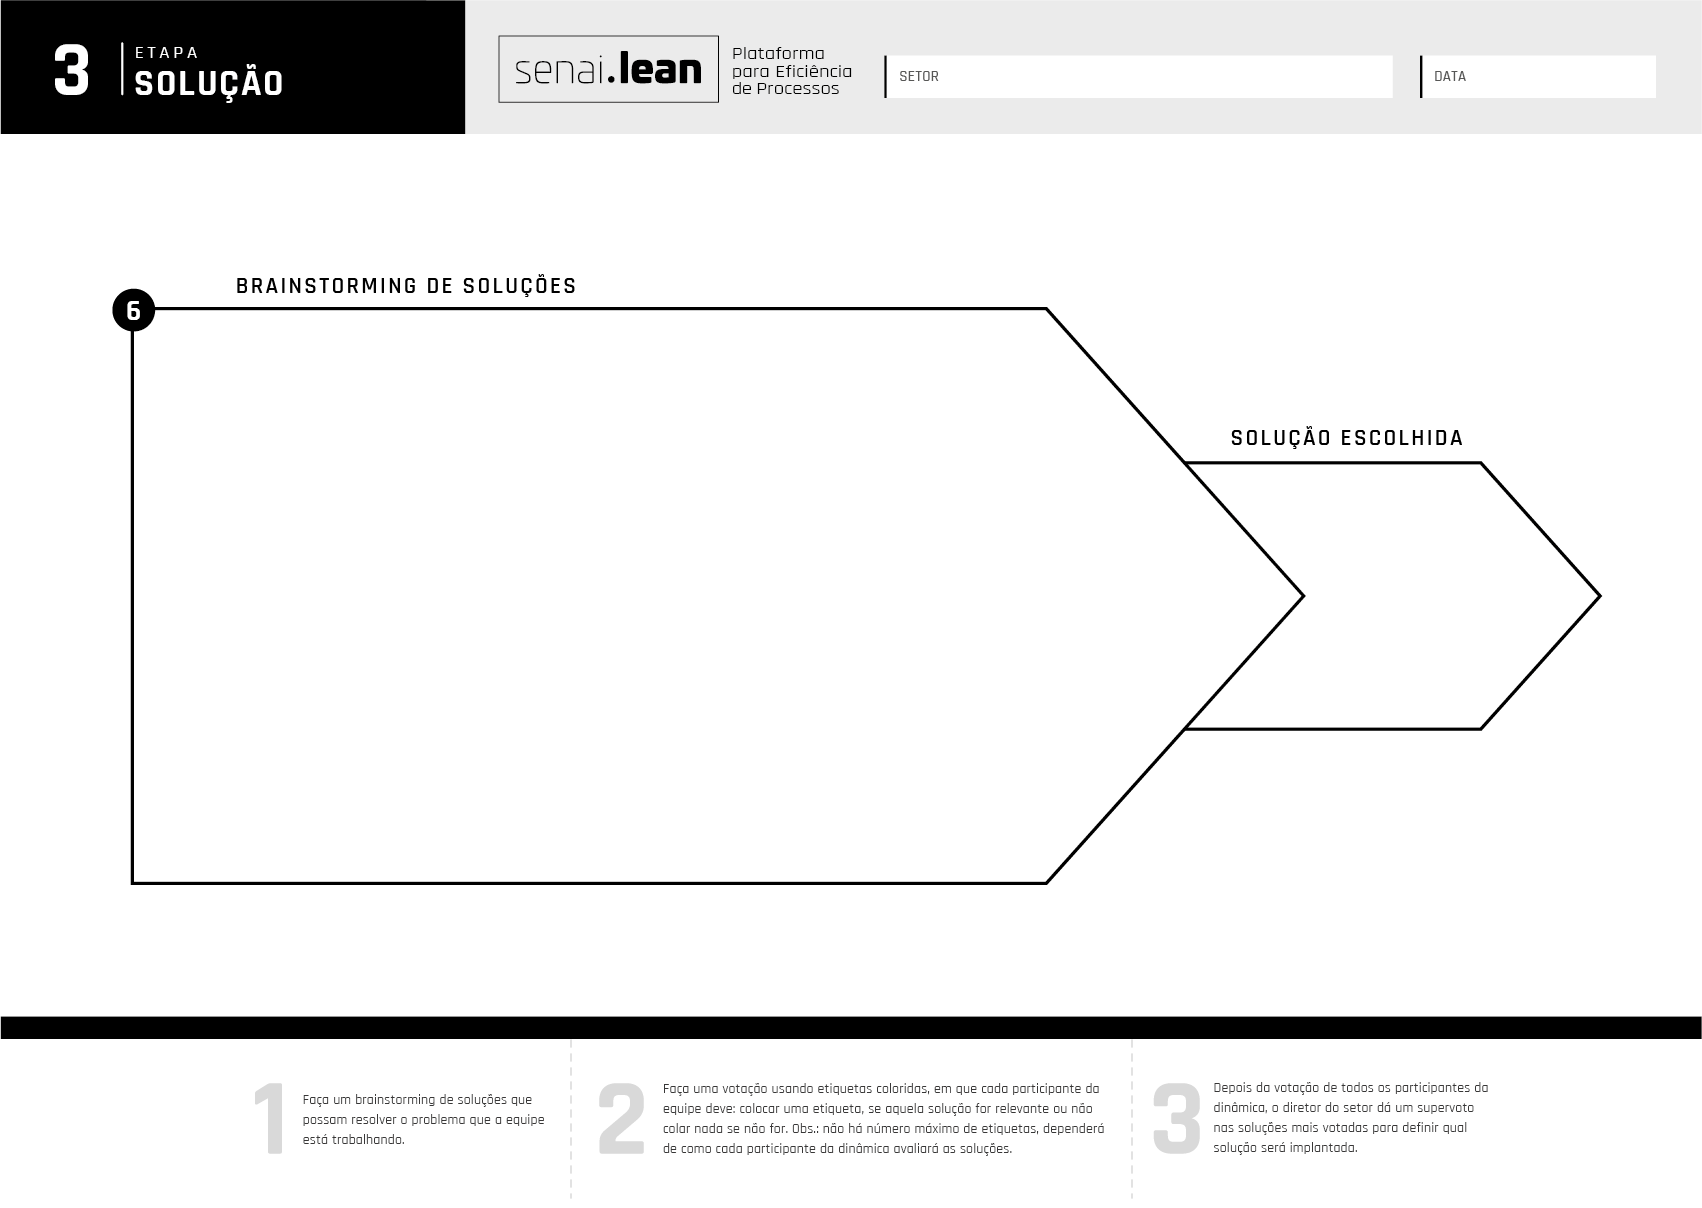 3
ETAPA
SOLUÇÃO
senai.lean
Plataforma
para Eficiência
de Processos
SETOR
DATA
BRAINSTORMING DE SOLUÇÕES
6
SOLUÇÃO ESCOLHIDA
1
Faça um brainstorming de soluções que
possam resolver o problema que a equipe
está trabalhando.
2
Faça uma votação usando etiquetas coloridas, em que cada participante da
equipe deve: colocar uma etiqueta, se aquela solução for relevante ou não
colar nada se não for. Obs.: não há número máximo de etiquetas, dependerá
de como cada participante da dinâmica avaliará as soluções.
3
Depois da votação de todos os participantes da
dinâmica, o diretor do setor dá um supervoto
nas soluções mais votadas para definir qual
solução será implantada.